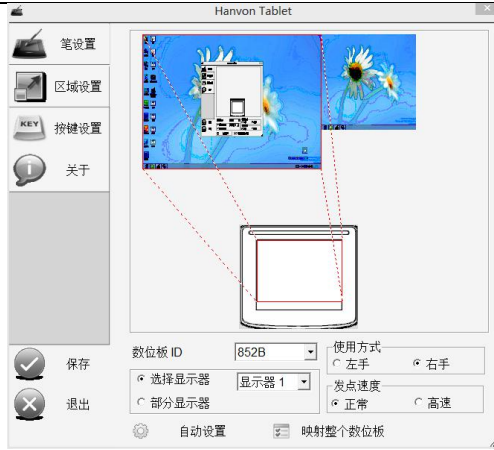 Hanvon Tablet
笔设置
区域设置
KEY 按键设置
关于
数位板 ID 852B
使用方式
左手 右手
选择显示器 显示器 1
部分显示器
发点速度
正常 高速
自动设置 映射整个数位板
保存
退出